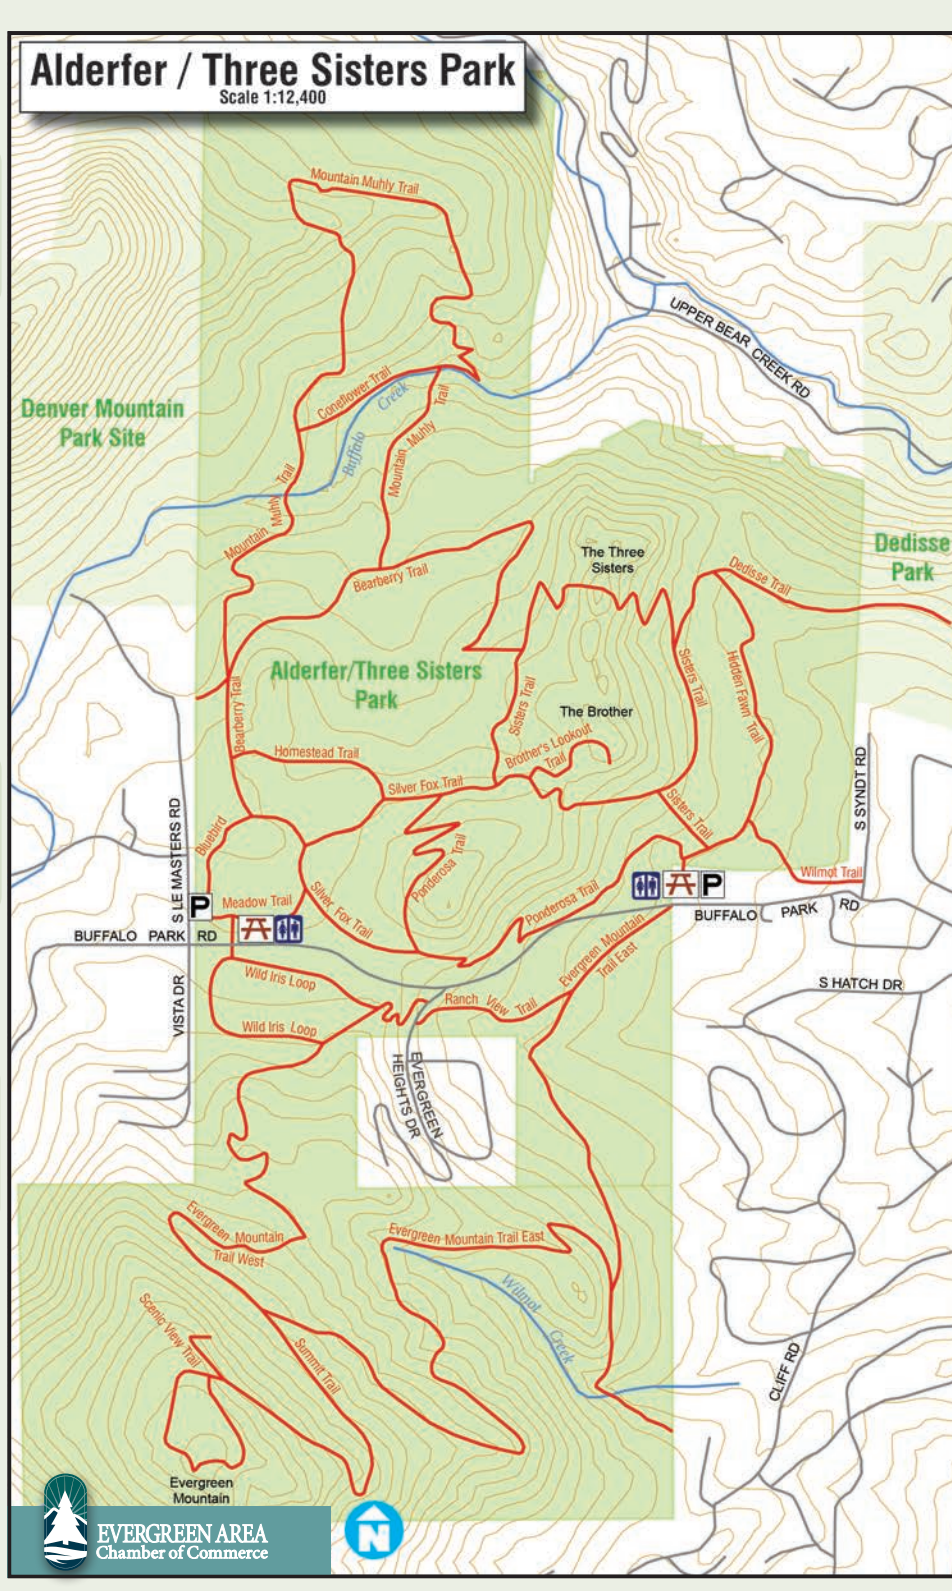 Alderfer / Three Sisters Park
Scale 1:12,400
Mountain Muhly Trail
UPPER BEAR CREEK RD
Coneflower Trail
Buffalo Creek
Mountain Muhly Trail
Denver Mountain
Park Site
Mountain Muhly Trail
Dedisse
Park
The Three
Sisters
Dedisse Trail
Bearberry Trail
Alderfer/Three Sisters
Park
Sisters Trail
Hidden Fawn Trail
Bearberry Trail
Sisters Trail
The Brother
Brother's Lookout
Trail
Homestead Trail
Silver Fox Trail
S SYNDT RD
Sisters Trail
S LE MASTERS RD
Bluebird
Ponderosa Trail
Wilmot Trail
P
Meadow Trail
Silver Fox Trail
Ponderosa Trail
P
BUFFALO PARK RD
BUFFALO PARK RD
Evergreen Mountain
Trail East
Wild Iris Loop
Ranch View Trail
S HATCH DR
VISTA DR
Wild Iris Loop
EVERGREEN
HEIGHTS DR
Evergreen Mountain
Trail West
Evergreen Mountain Trail East
Wilmot Creek
Scenic View Trail
Summit Trail
CLIFF RD
Evergreen
Mountain
N
EVERGREEN AREA
Chamber of Commerce